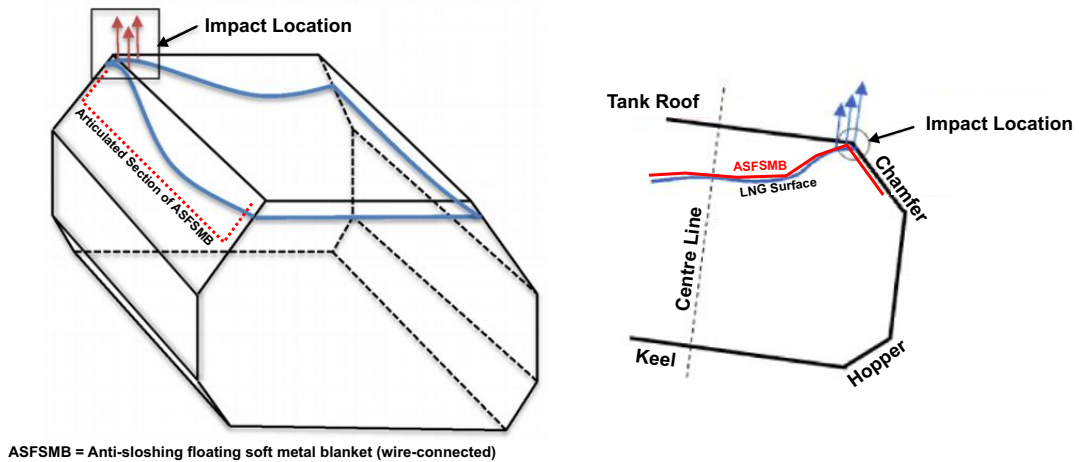 Impact Location
Articulated Section of ASFSMB
Tank Roof
Impact Location
ASFSMB
LNG Surface
Chamfer
Centre Line
Keel
Hopper
ASFSMB = Anti-sloshing floating soft metal blanket (wire-connected)